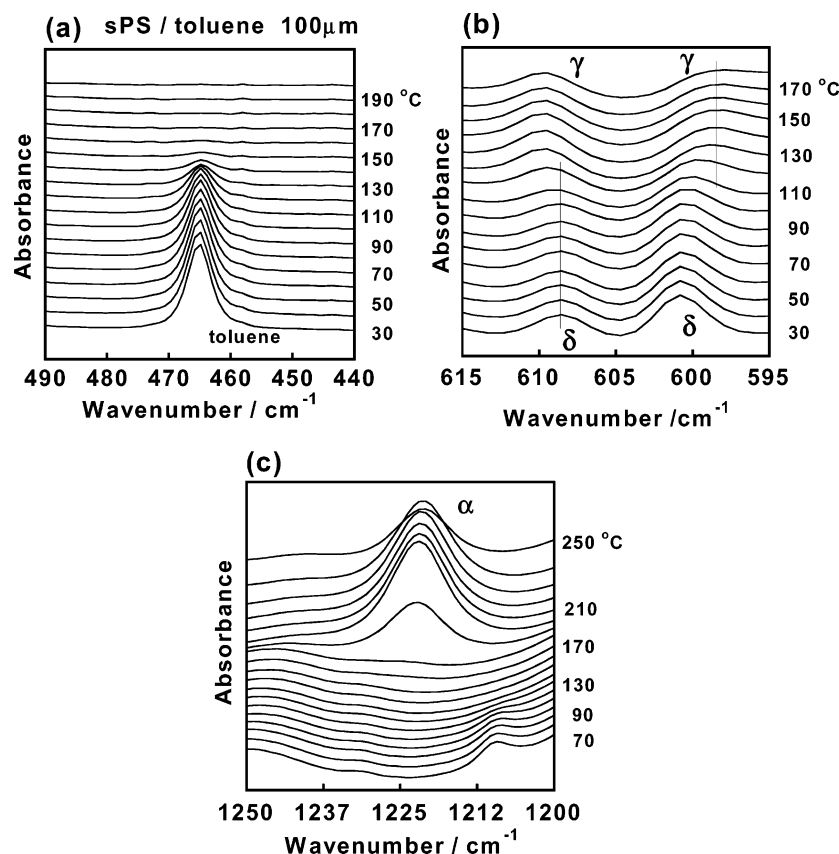 (a) sPS / toluene 100μm
Absorbance
190 °C
170
150
130
110
90
70
50
30
toluene
490 480 470 460 450 440
Wavenumber / cm-1
(b)
Absorbance
γ γ
170 °C
150
130
110
90
70
50
30
δ δ
615 610 605 600 595
Wavenumber /cm-1
(c)
Absorbance
α
250 °C
210
170
130
90
70
1250 1237 1225 1212 1200
Wavenumber / cm-1